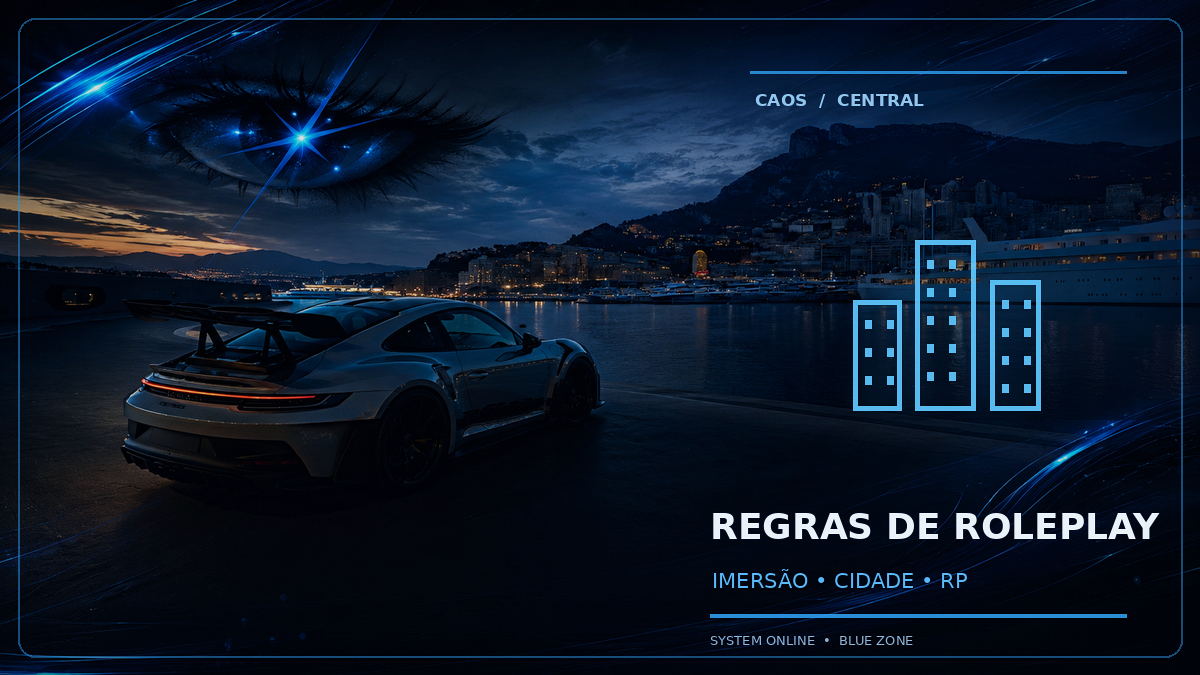 CAOS / CENTRAL
REGRAS DE ROLEPLAY
IMERSÃO • CIDADE • RP
SYSTEM ONLINE • BLUE ZONE